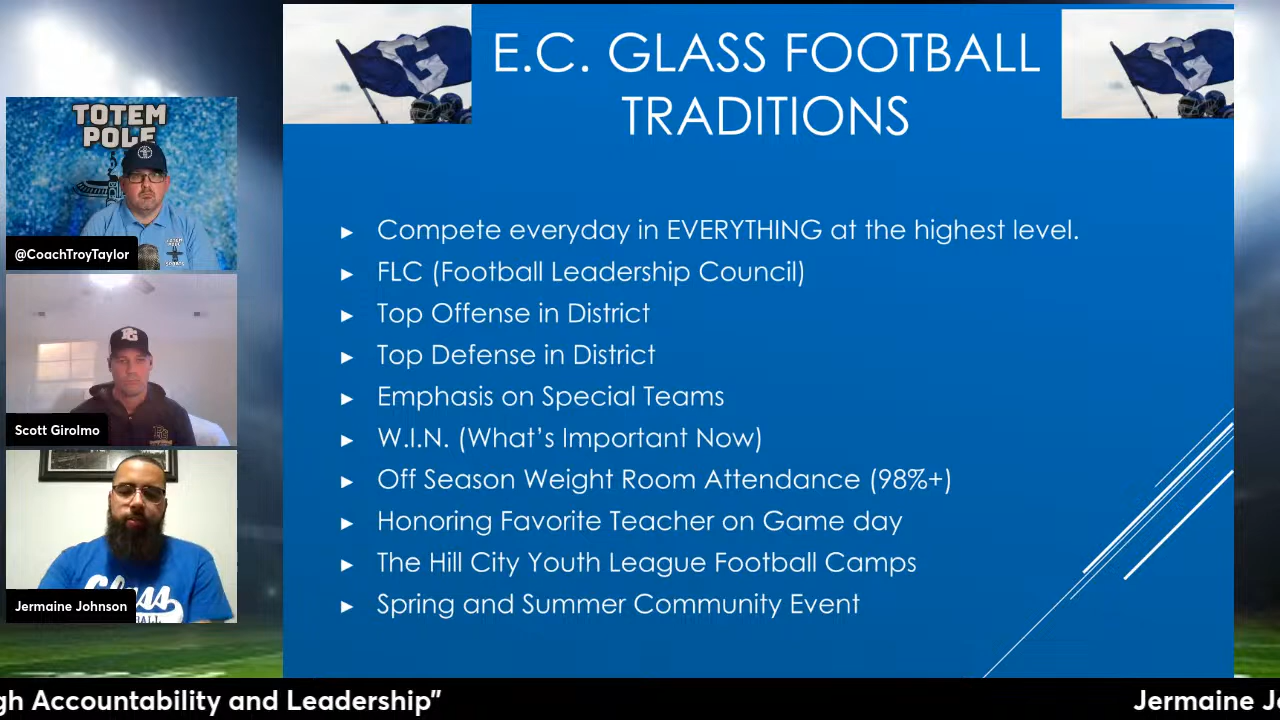 E.C. GLASS FOOTBALL
TRADITIONS
► Compete everyday in EVERYTHING at the highest level.
► FLC (Football Leadership Council)
► Top Offense in District
► Top Defense in District
► Emphasis on Special Teams
► W.I.N. (What’s Important Now)
► Off Season Weight Room Attendance (98%+)
► Honoring Favorite Teacher on Game day
► The Hill City Youth League Football Camps
► Spring and Summer Community Event
G
G
TOTEM
POLE
@CoachTroyTaylor
Scott Girolmo
Glass
Jermaine Johnson
gh Accountability and Leadership”
Jermaine Jo